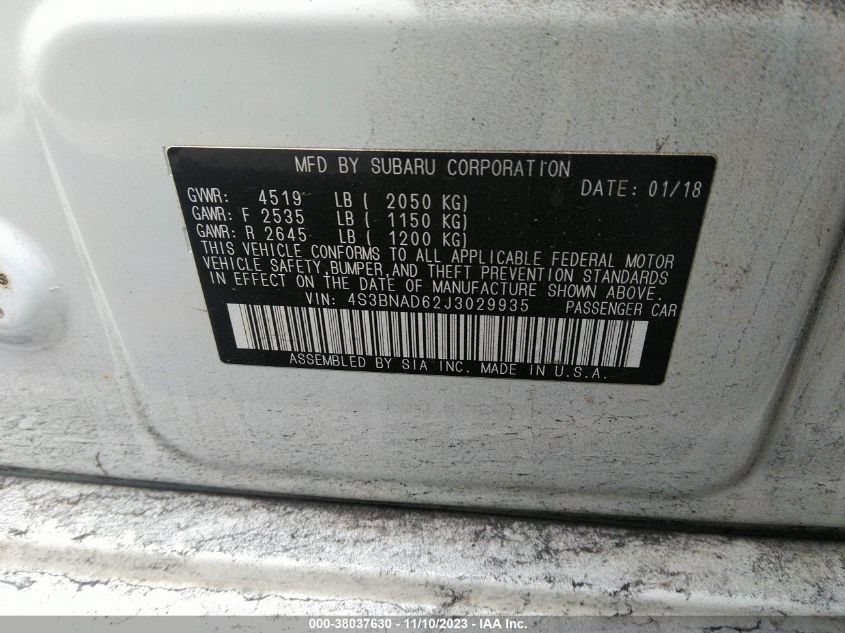 MFD BY SUBARU CORPORATION
DATE: 01/18
GVWR: 4519 LB ( 2050 KG)
GAWR: F 2535 LB ( 1150 KG)
GAWR: R 2645 LB ( 1200 KG)
THIS VEHICLE CONFORMS TO ALL APPLICABLE FEDERAL MOTOR
VEHICLE SAFETY,BUMPER,AND THEFT PREVENTION STANDARDS
IN EFFECT ON THE DATE OF MANUFACTURE SHOWN ABOVE.
VIN: 4S3BNAD62J3029935 PASSENGER CAR
ASSEMBLED BY SIA INC. MADE IN U.S.A.
000-38037630 - 11/10/2023 - IAA Inc.